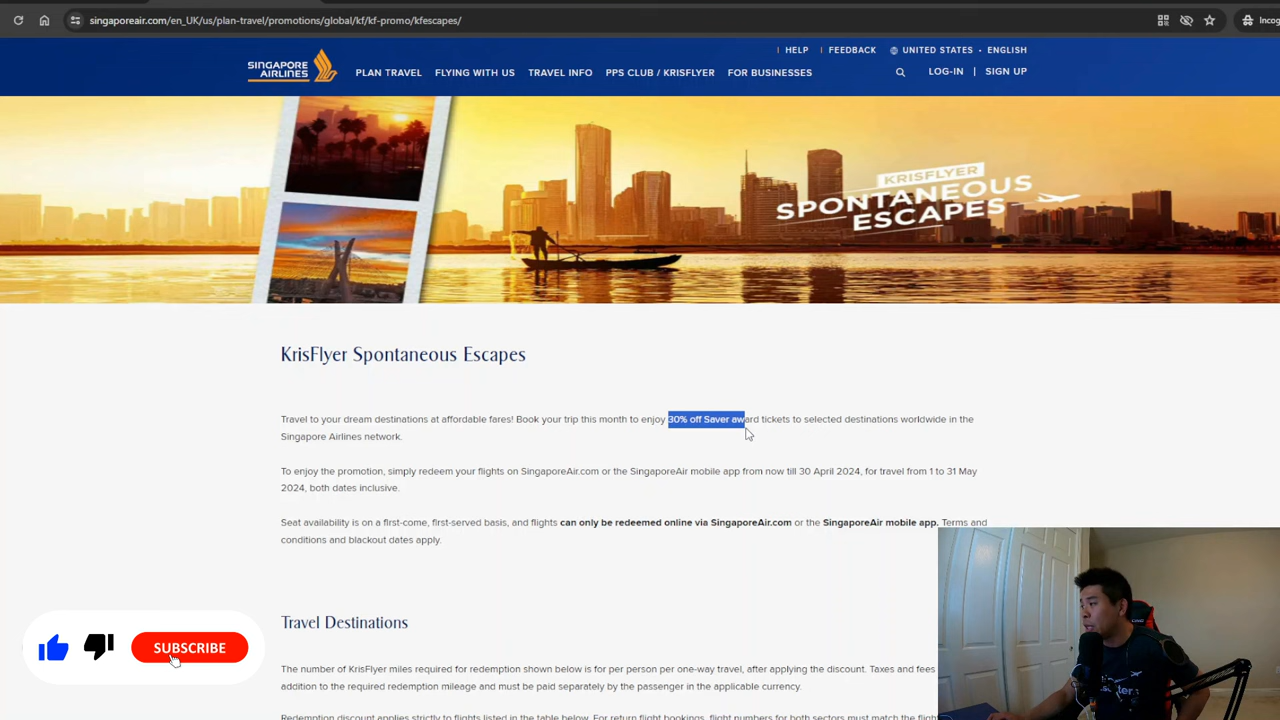 singaporeair.com/en_UK/us/plan-travel/promotions/global/kf/kf-promo/kfescapes/
HELP FEEDBACK UNITED STATES • ENGLISH
SINGAPORE AIRLINES
PLAN TRAVEL FLYING WITH US TRAVEL INFO PPS CLUB / KRISFLYER FOR BUSINESSES LOG-IN | SIGN UP
KRISFLYER
SPONTANEOUS
ESCAPES
KrisFlyer Spontaneous Escapes
Travel to your dream destinations at affordable fares! Book your trip this month to enjoy 30% off Saver award tickets to selected destinations worldwide in the
Singapore Airlines network.
To enjoy the promotion, simply redeem your flights on SingaporeAir.com or the SingaporeAir mobile app from now till 30 April 2024, for travel from 1 to 31 May
2024, both dates inclusive.
Seat availability is on a first-come, first-served basis, and flights can only be redeemed online via SingaporeAir.com or the SingaporeAir mobile app. Terms and
conditions and blackout dates apply.
Travel Destinations
The number of KrisFlyer miles required for redemption shown below is for per person per one-way travel, after applying the discount. Taxes and fees
addition to the required redemption mileage and must be paid separately by the passenger in the applicable currency.
Redemption discount applies strictly to flights listed in the table below. For return flight bookings, flight numbers for both sectors must match the flight
SUBSCRIBE